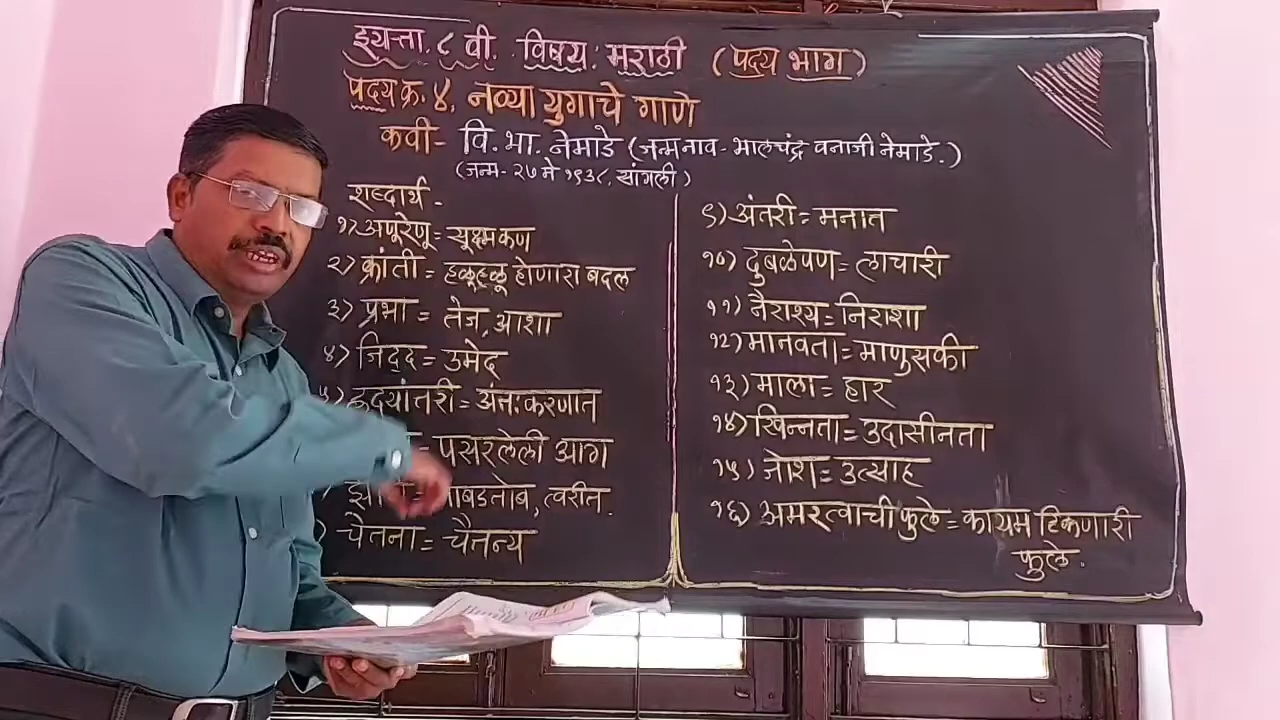 इयत्ता. ८ वी. विषय: मराठी (पद्य भाग)
पद्य क्र. ४. नव्या युगाचे गाणे
कवी- वि. भा. नेमाडे (जन्मनाव - भालचंद्र वनाजी नेमाडे.)
(जन्म - २७ मे १९३८, सांगली)
शब्दार्थ -
१) अणूरेणू = सूक्ष्मकण
२) क्रांती = हळूहळू होणारा बदल
३) प्रभा = तेज, आशा
४) जिद्द = उमेद
५) हृदयांतरी = अंतःकरणात
= पसरलेली आग
त्वरीत.
) चेतना = चैतन्य
९) अंतरी = मनात
१०) दुबळेपण = लाचारी
११) नैराश्य = निराशा
१२) मानवता = माणुसकी
१३) माला = हार
१४) खिन्नता = उदासीनता
१५) जोश = उत्साह
१६) अमरत्वाची फुले = कायम टिकणारी
फुले.